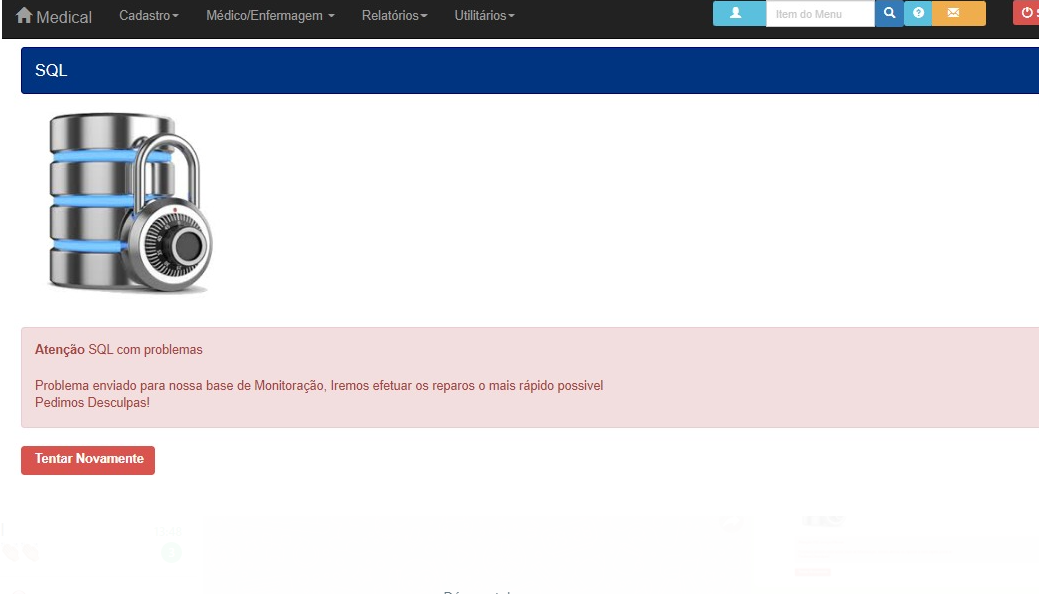 Medical
Cadastro
Médico/Enfermagem
Relatórios
Utilitários
Item do Menu
SQL
Atenção SQL com problemas
Problema enviado para nossa base de Monitoração, Iremos efetuar os reparos o mais rápido possivel
Pedimos Desculpas!
Tentar Novamente